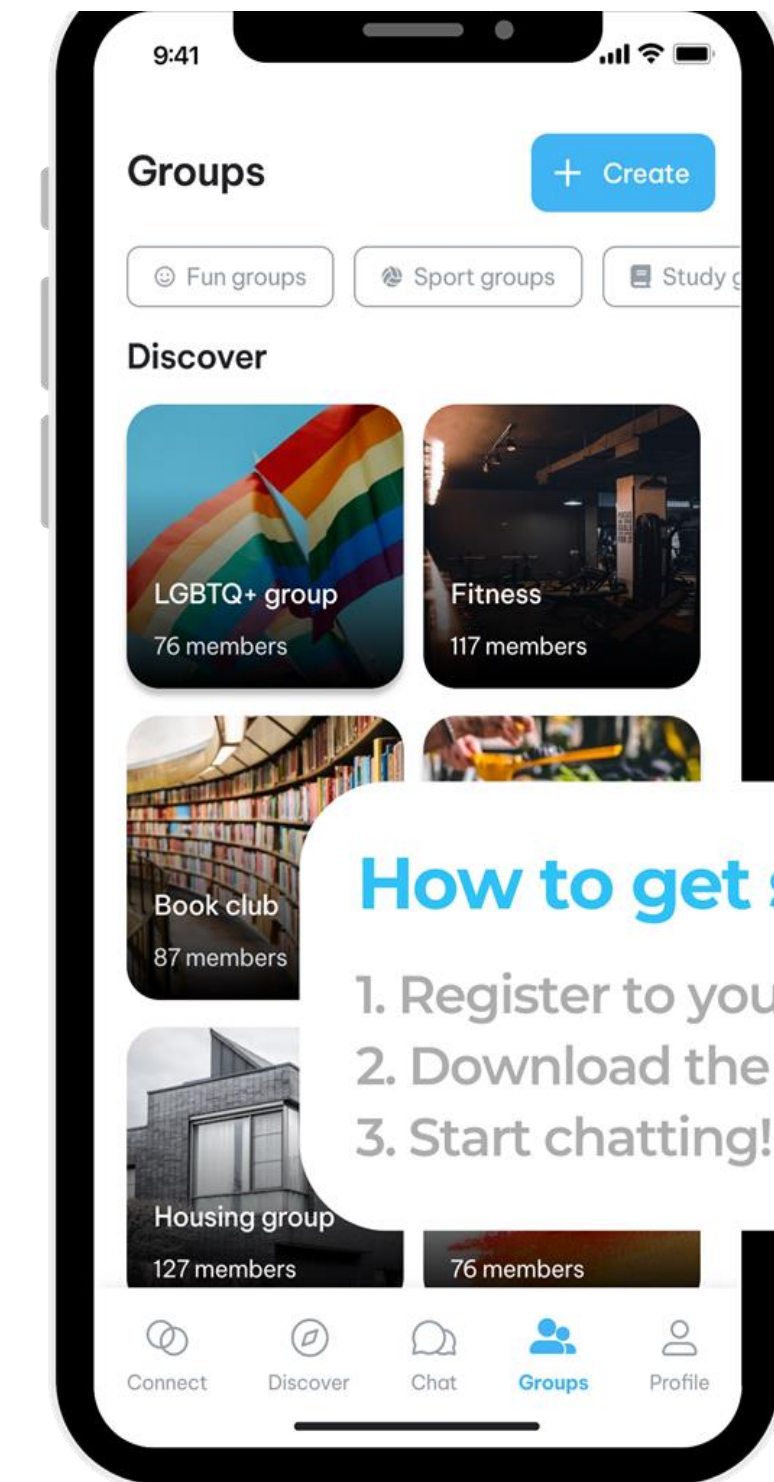 9:41
Groups
+ Create
Fun groups
Sport groups
Study g
Discover
LGBTQ+ group
76 members
Fitness
117 members
Book club
87 members
How to get s
1. Register to you
2. Download the
3. Start chatting!
Housing group
127 members
76 members
Connect
Discover
Chat
Groups
Profile